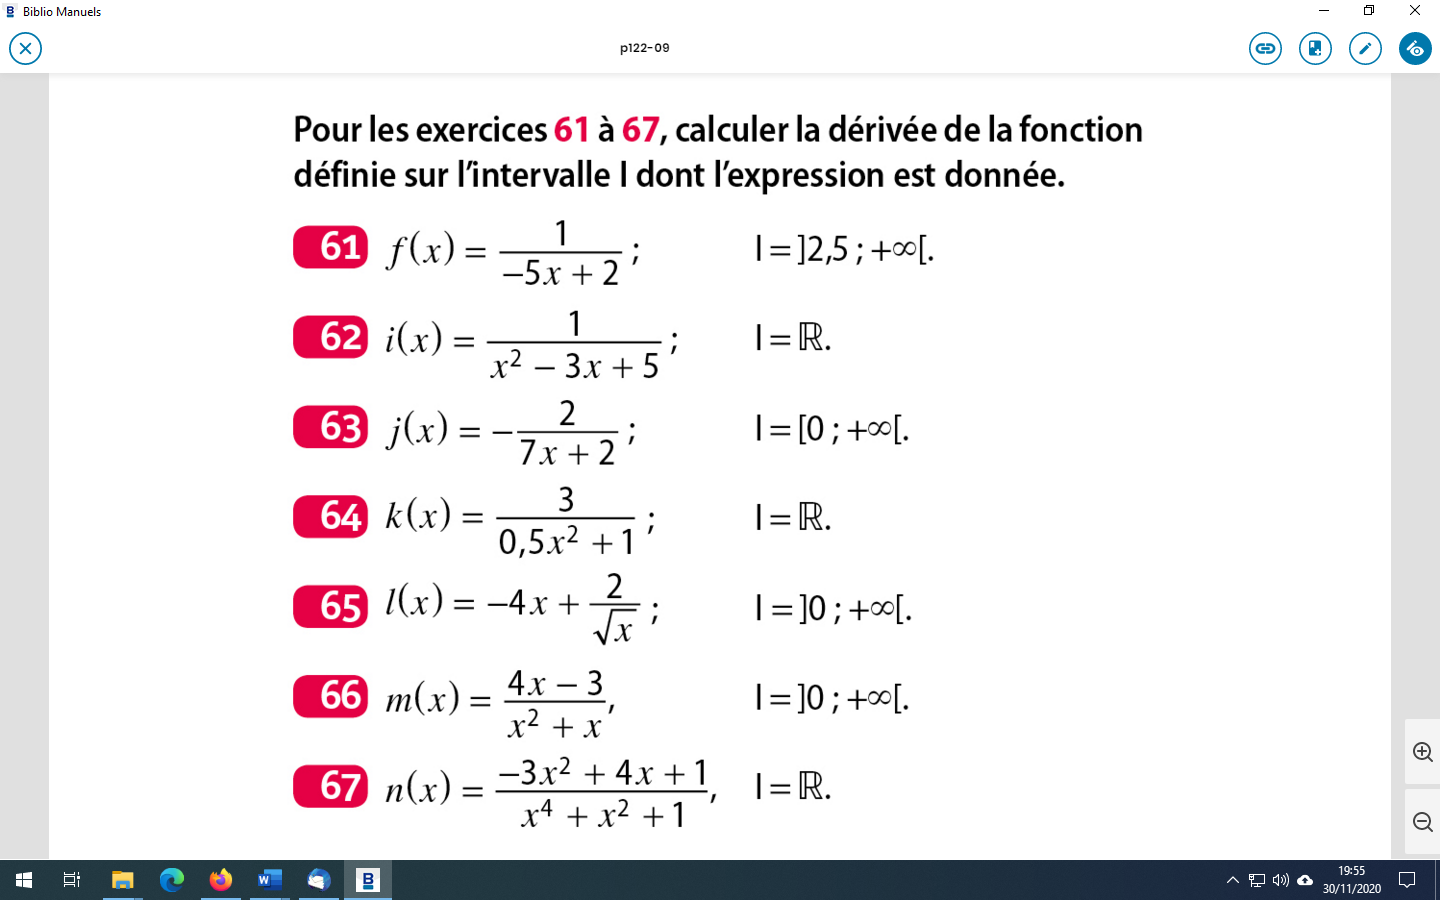 Biblio Manuels
p122-09
Pour les exercices 61 à 67, calculer la dérivée de la fonction
définie sur l'intervalle I dont l'expression est donnée.
61 f(x) = 1/(−5x + 2) ; I = ]2,5 ; +∞[.
62 i(x) = 1/(x² − 3x + 5) ; I = ℝ.
63 j(x) = −2/(7x + 2) ; I = [0 ; +∞[.
64 k(x) = 3/(0,5x² + 1) ; I = ℝ.
65 l(x) = −4x + 2/√x ; I = ]0 ; +∞[.
66 m(x) = (4x − 3)/(x² + x), I = ]0 ; +∞[.
67 n(x) = (−3x² + 4x + 1)/(x⁴ + x² + 1), I = ℝ.
19:55
30/11/2020